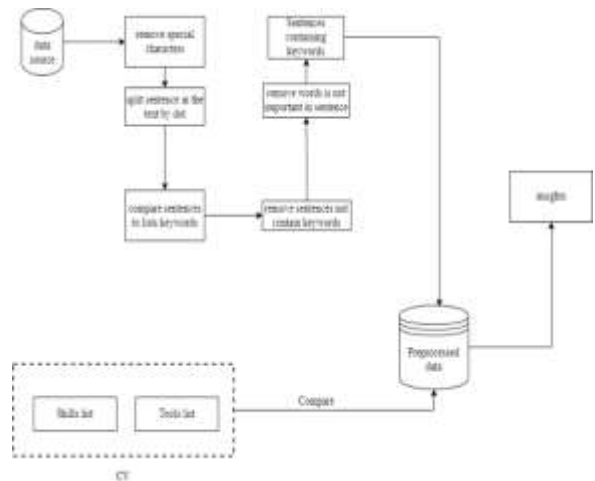 data
source
remove special
characters
Sentences
containing
keywords
split sentence in the
text by dot
remove words is not
important in sentence
compare sentences
to lists keywords
remove sentences not
contain keywords
insights
Preprocessed
data
Compare
Skills list
Tools list
CV